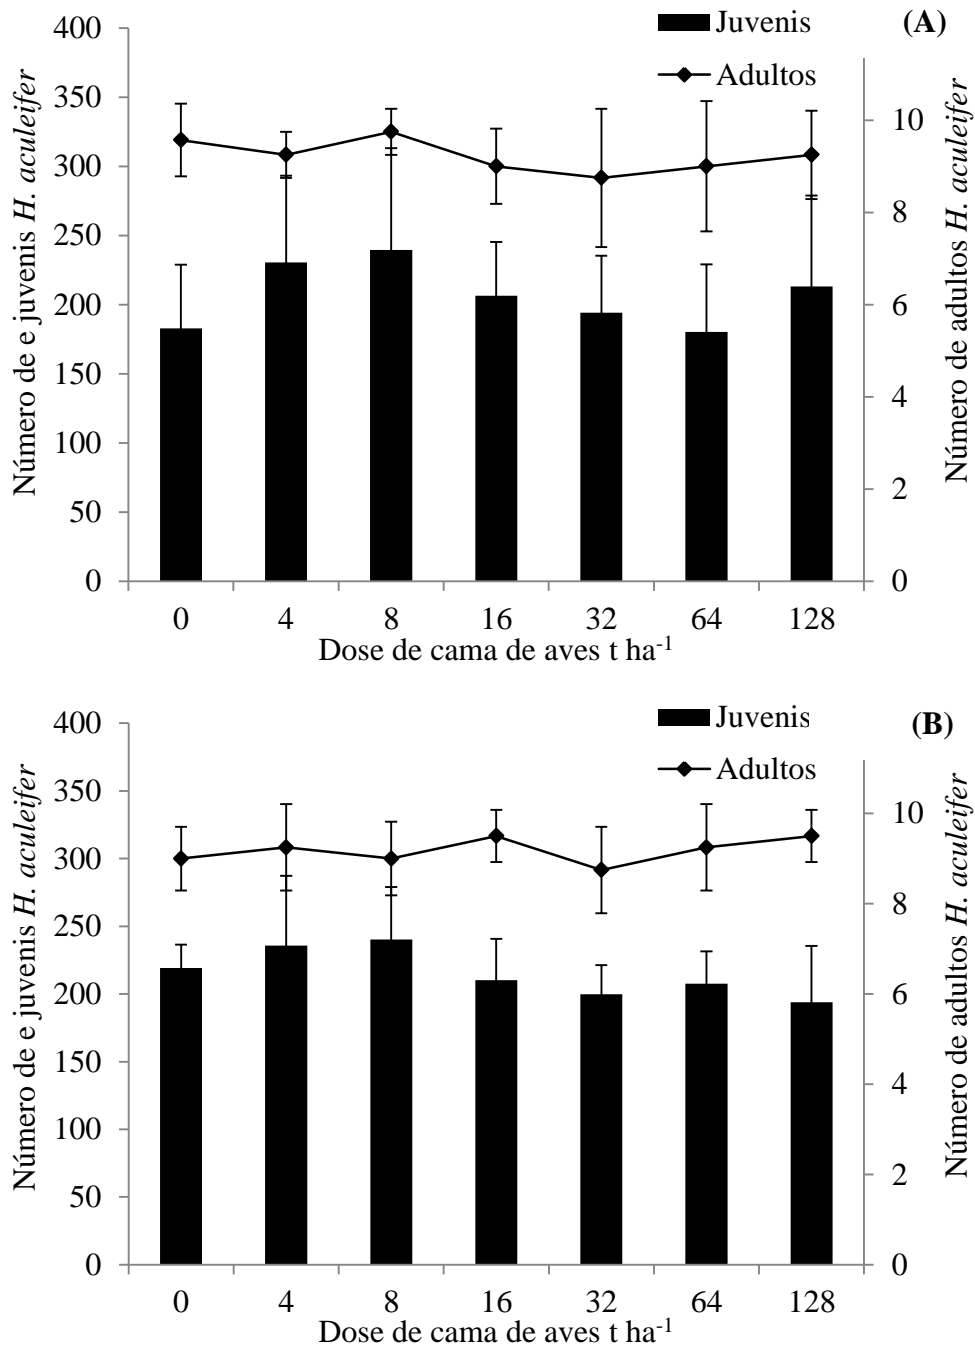 Juvenis
(A)
Adultos
400
350
300
250
200
150
100
50
0
10
8
6
4
2
0
0 4 8 16 32 64 128
Dose de cama de aves t ha⁻¹
Número de e juvenis H. aculeifer
Número de adultos H. aculeifer
Juvenis
(B)
Adultos
400
350
300
250
200
150
100
50
0
10
8
6
4
2
0
0 4 8 16 32 64 128
Dose de cama de aves t ha⁻¹
Número de e juvenis H. aculeifer
Número de adultos H. aculeifer